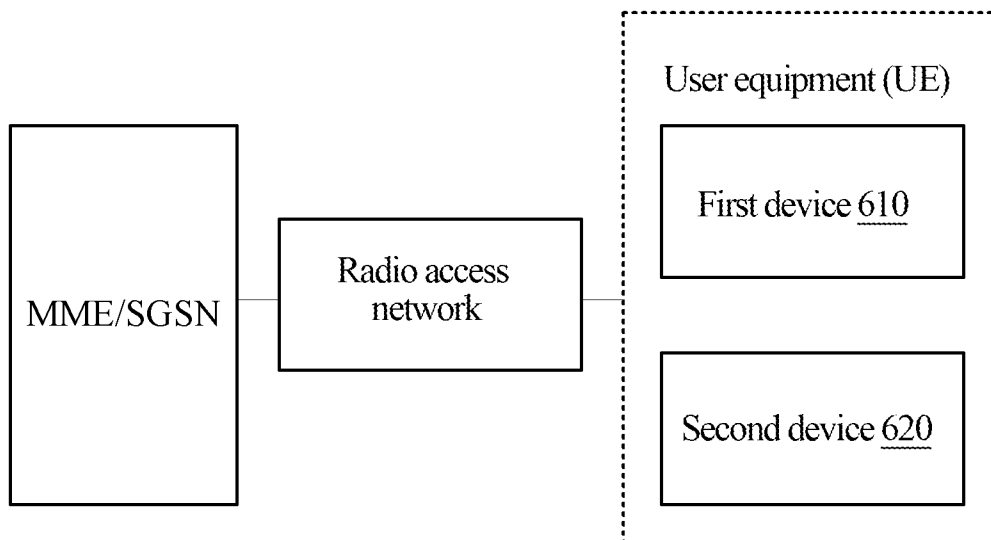 MME/SGSN
Radio access
network
User equipment (UE)
First device 610
Second device 620